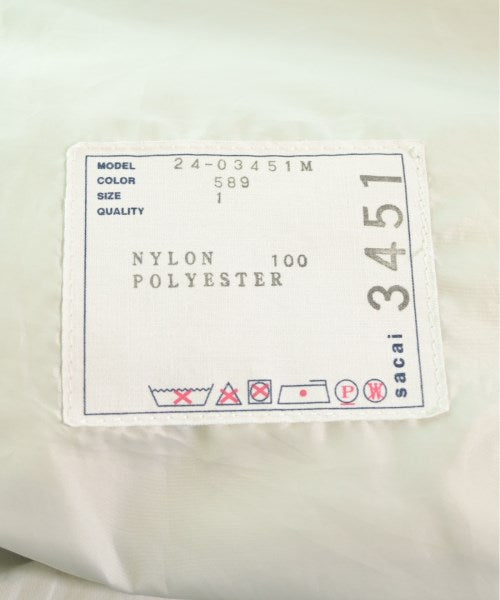 MODEL 24-03451M
COLOR 589
SIZE 1
QUALITY
NYLON 100
POLYESTER
3451
sacai
P
W